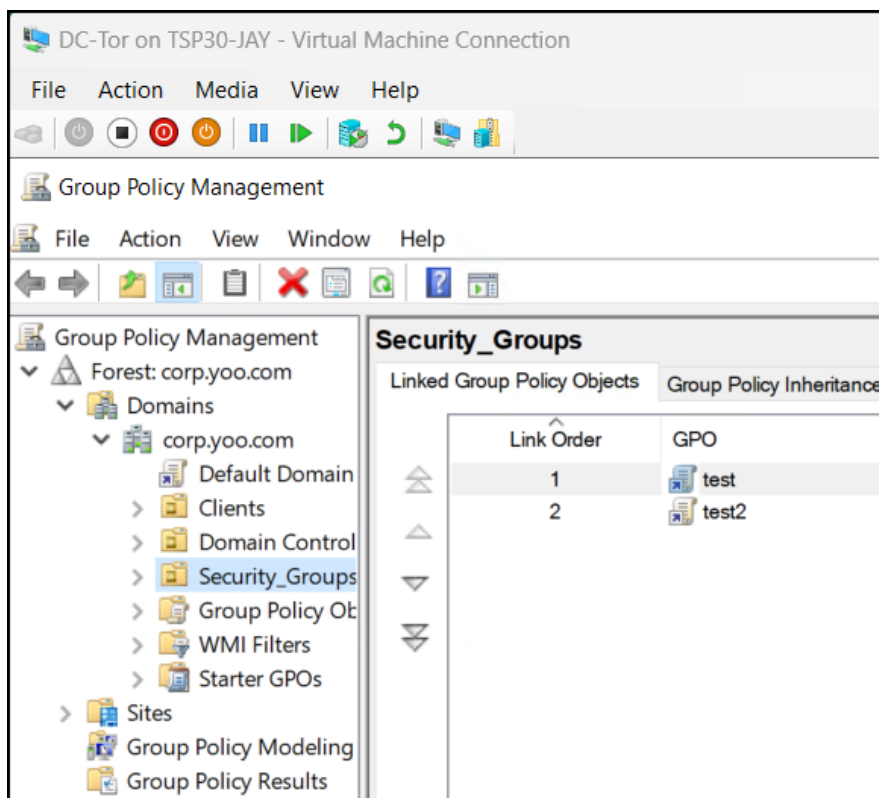 DC-Tor on TSP30-JAY - Virtual Machine Connection
File Action Media View Help
Group Policy Management
File Action View Window Help
Group Policy Management
Forest: corp.yoo.com
Domains
corp.yoo.com
Default Domain
Clients
Domain Control
Security_Groups
Group Policy Ob
WMI Filters
Starter GPOs
Sites
Group Policy Modeling
Group Policy Results
Security_Groups
Linked Group Policy Objects Group Policy Inheritance
Link Order GPO
1 test
2 test2